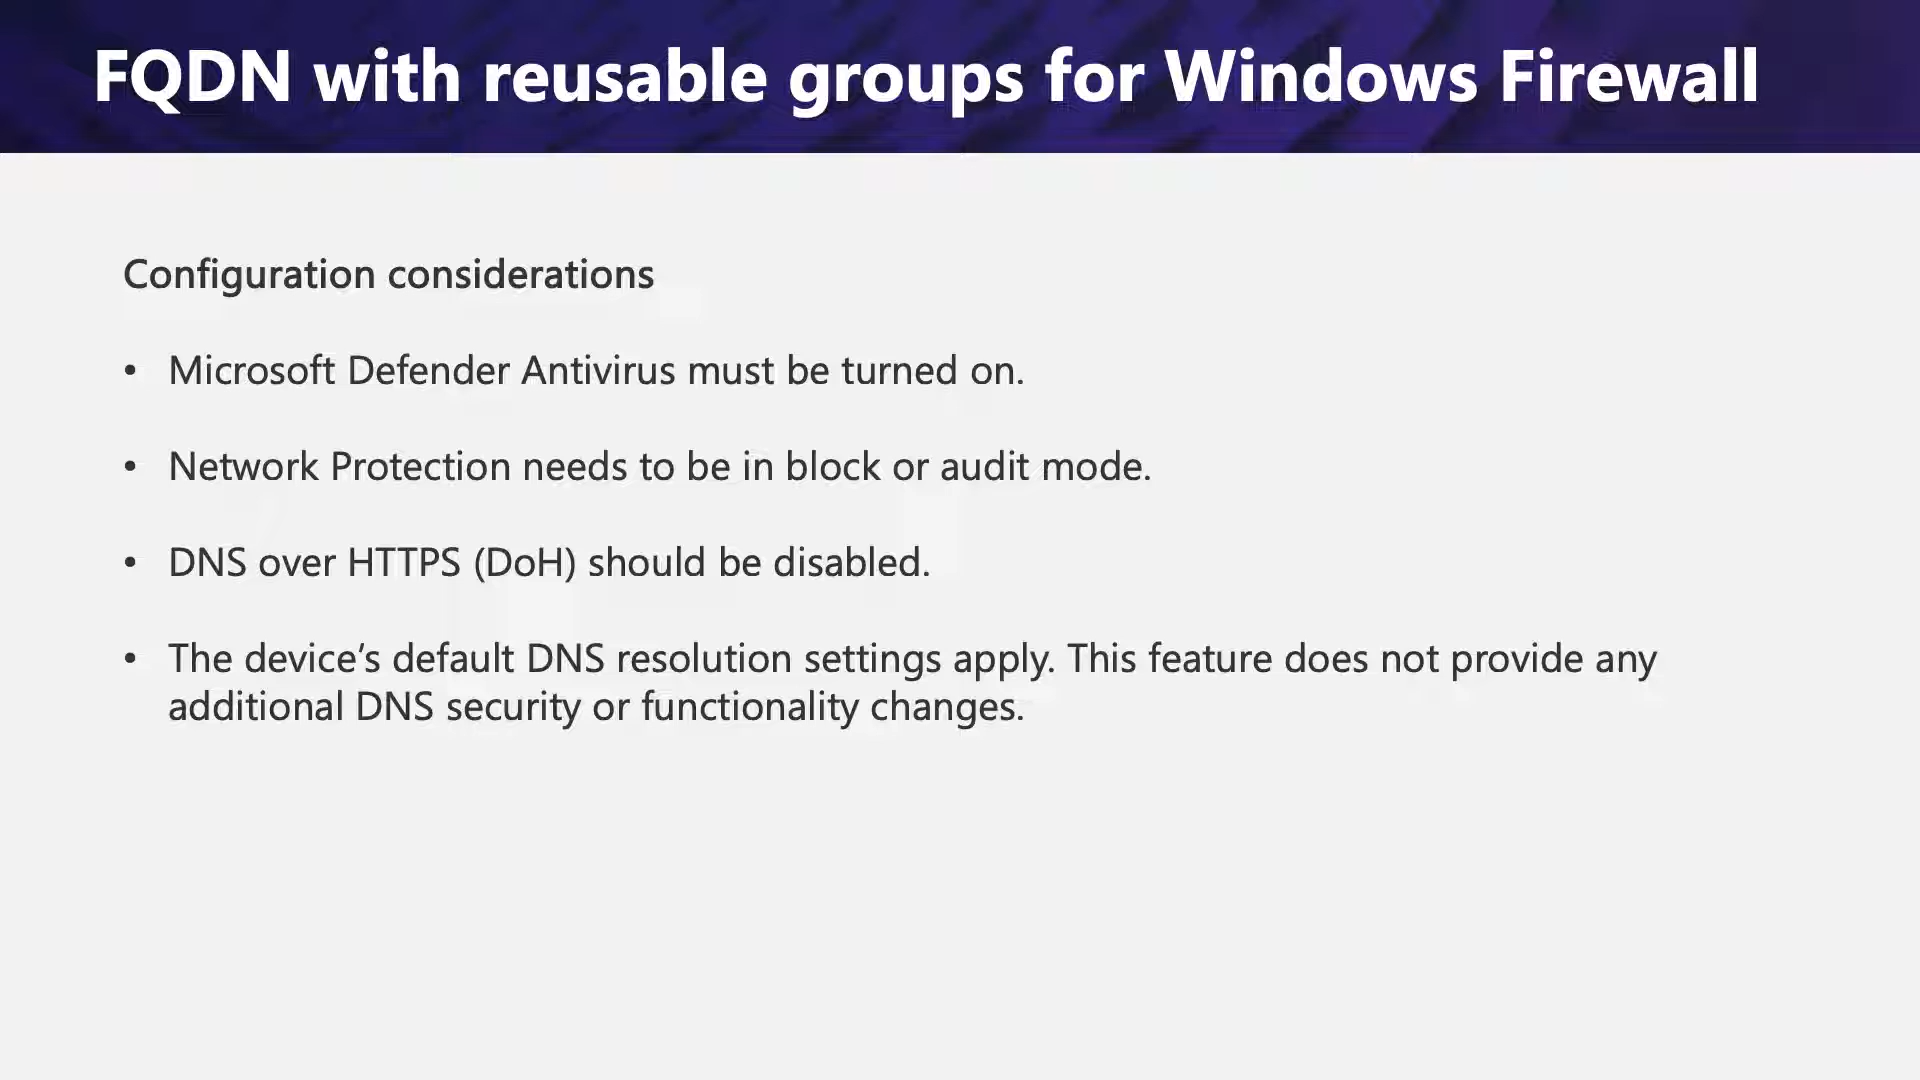 FQDN with reusable groups for Windows Firewall
Configuration considerations
• Microsoft Defender Antivirus must be turned on.
• Network Protection needs to be in block or audit mode.
• DNS over HTTPS (DoH) should be disabled.
• The device’s default DNS resolution settings apply. This feature does not provide any
additional DNS security or functionality changes.